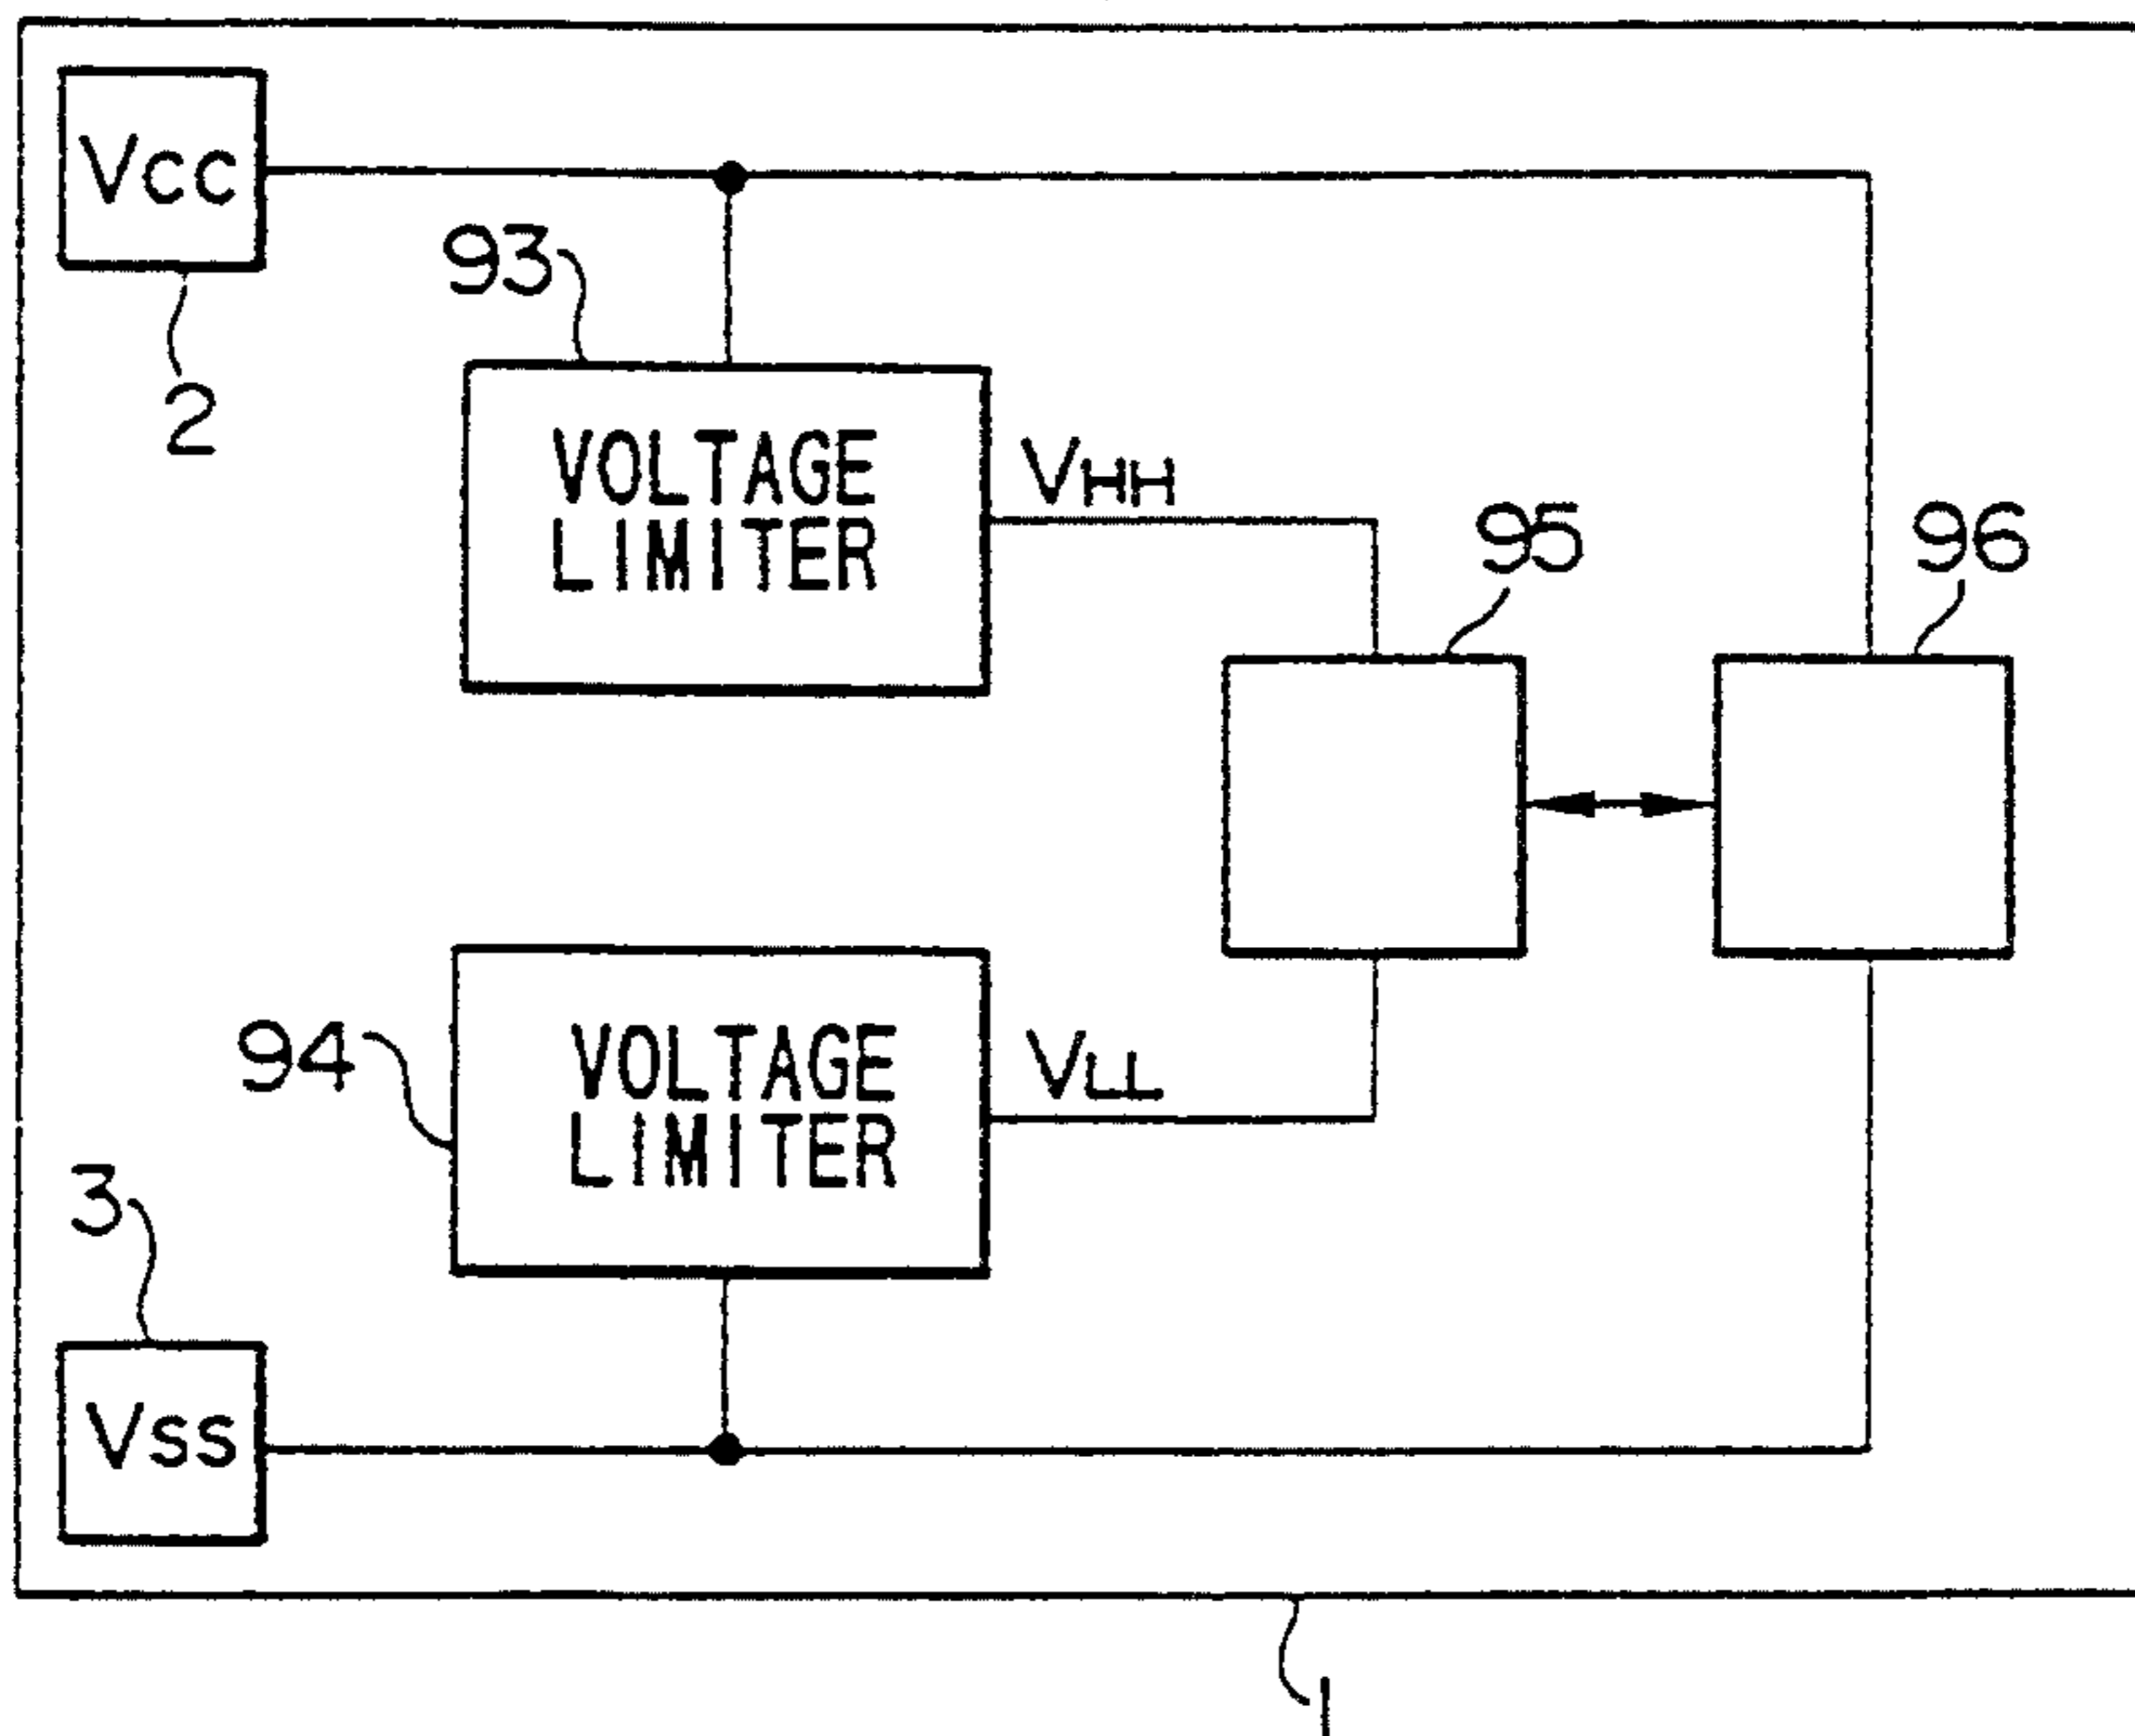 Vcc
2
93
VOLTAGE
LIMITER
VHH
95
96
94
VOLTAGE
LIMITER
VLL
3
Vss
1